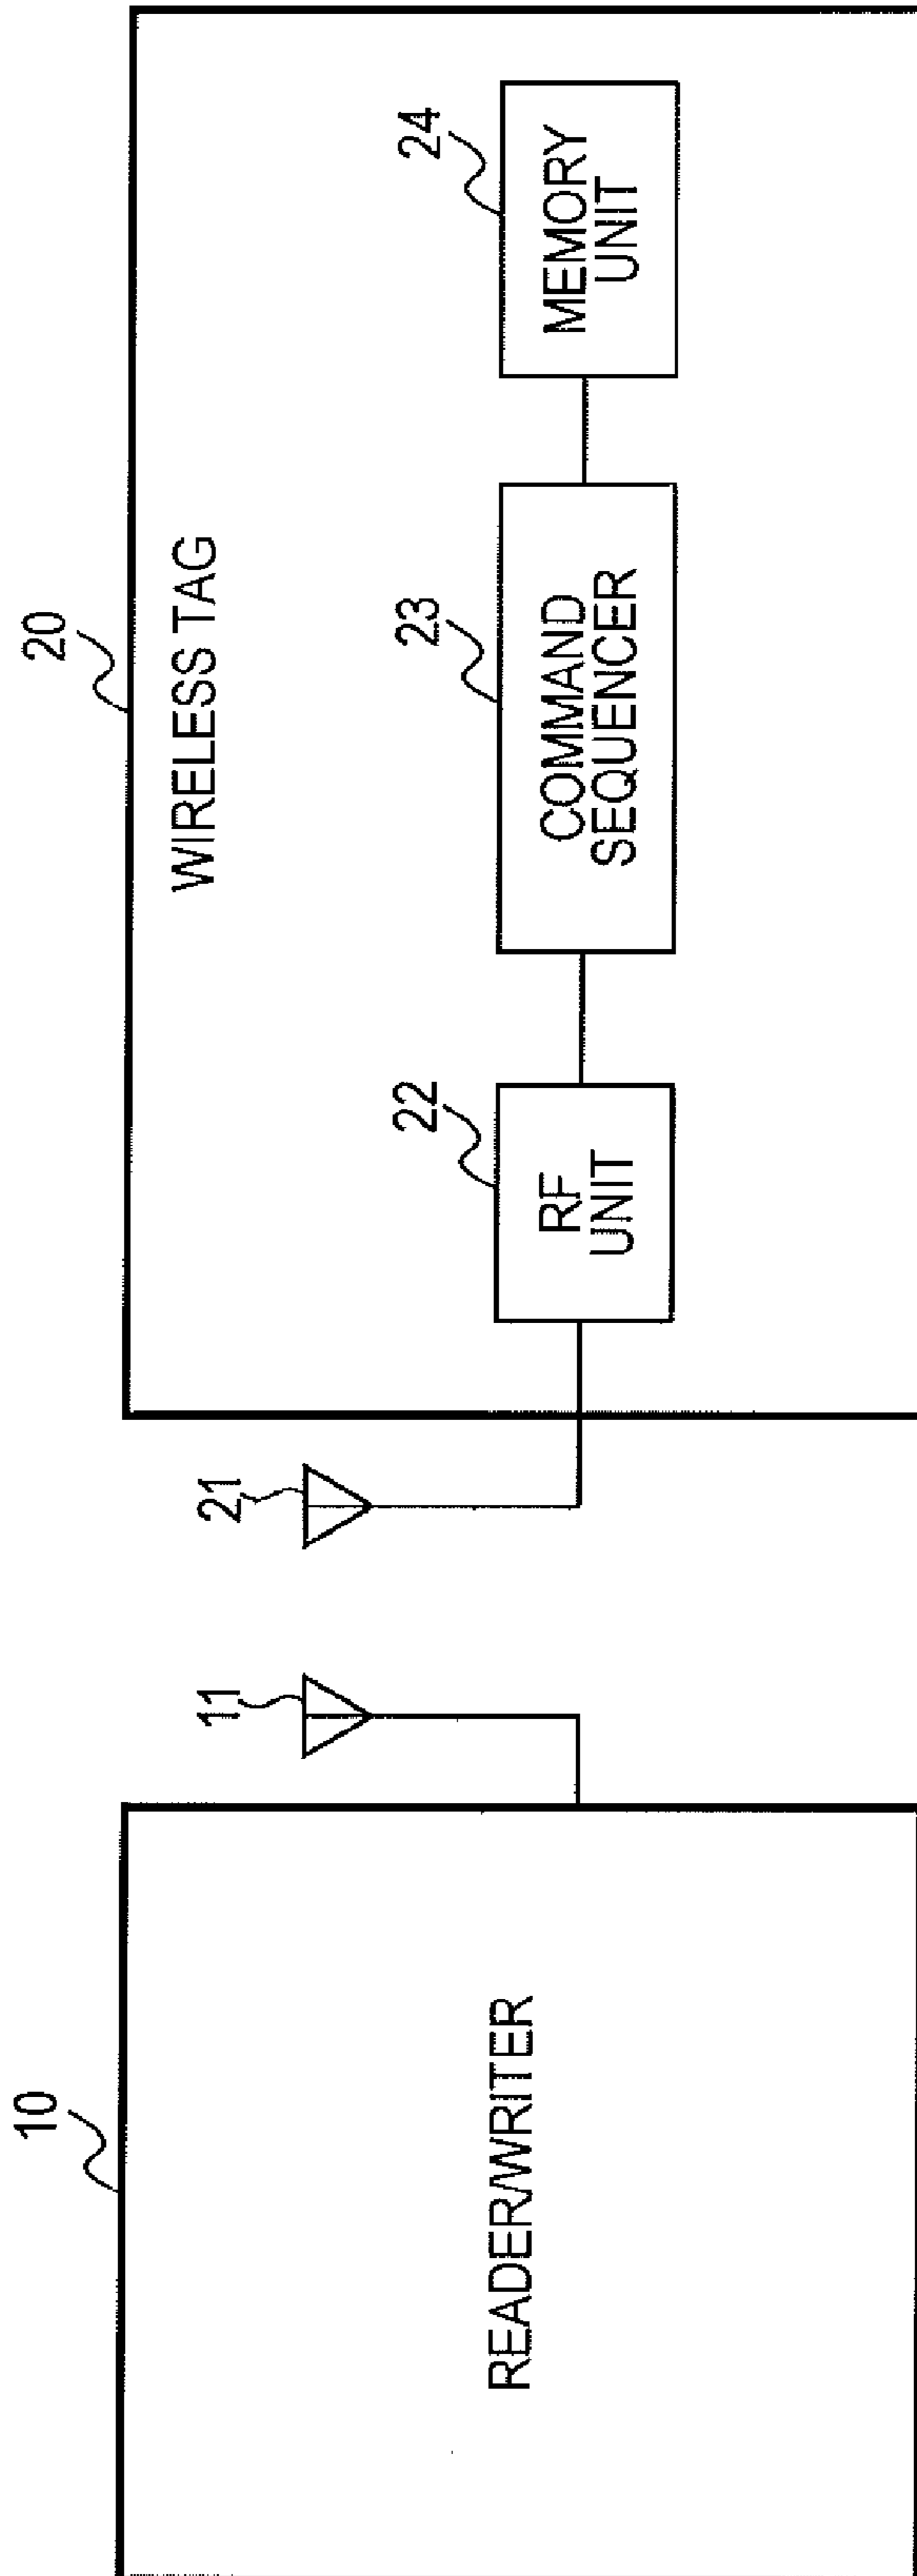 10
READER/WRITER
11
21
20
WIRELESS TAG
22
RF
UNIT
23
COMMAND
SEQUENCER
24
MEMORY
UNIT